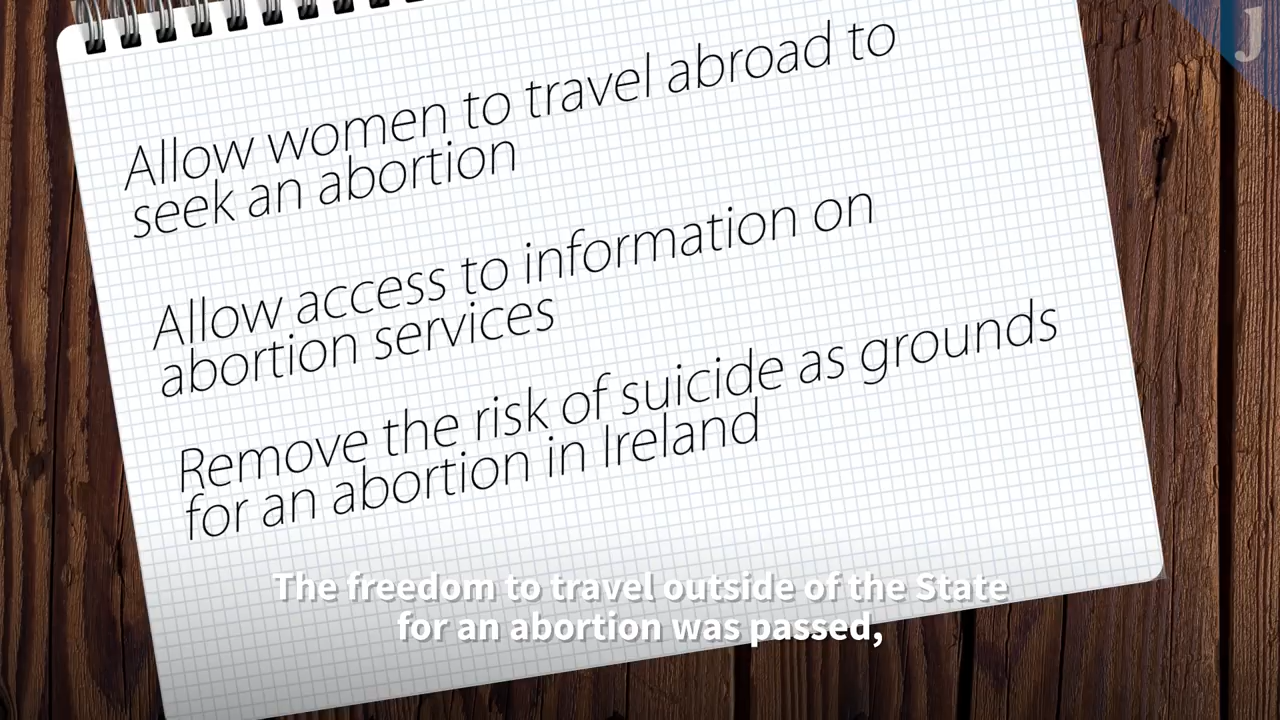 J
Allow women to travel abroad to
seek an abortion
Allow access to information on
abortion services
Remove the risk of suicide as grounds
for an abortion in Ireland
The freedom to travel outside of the State
for an abortion was passed,